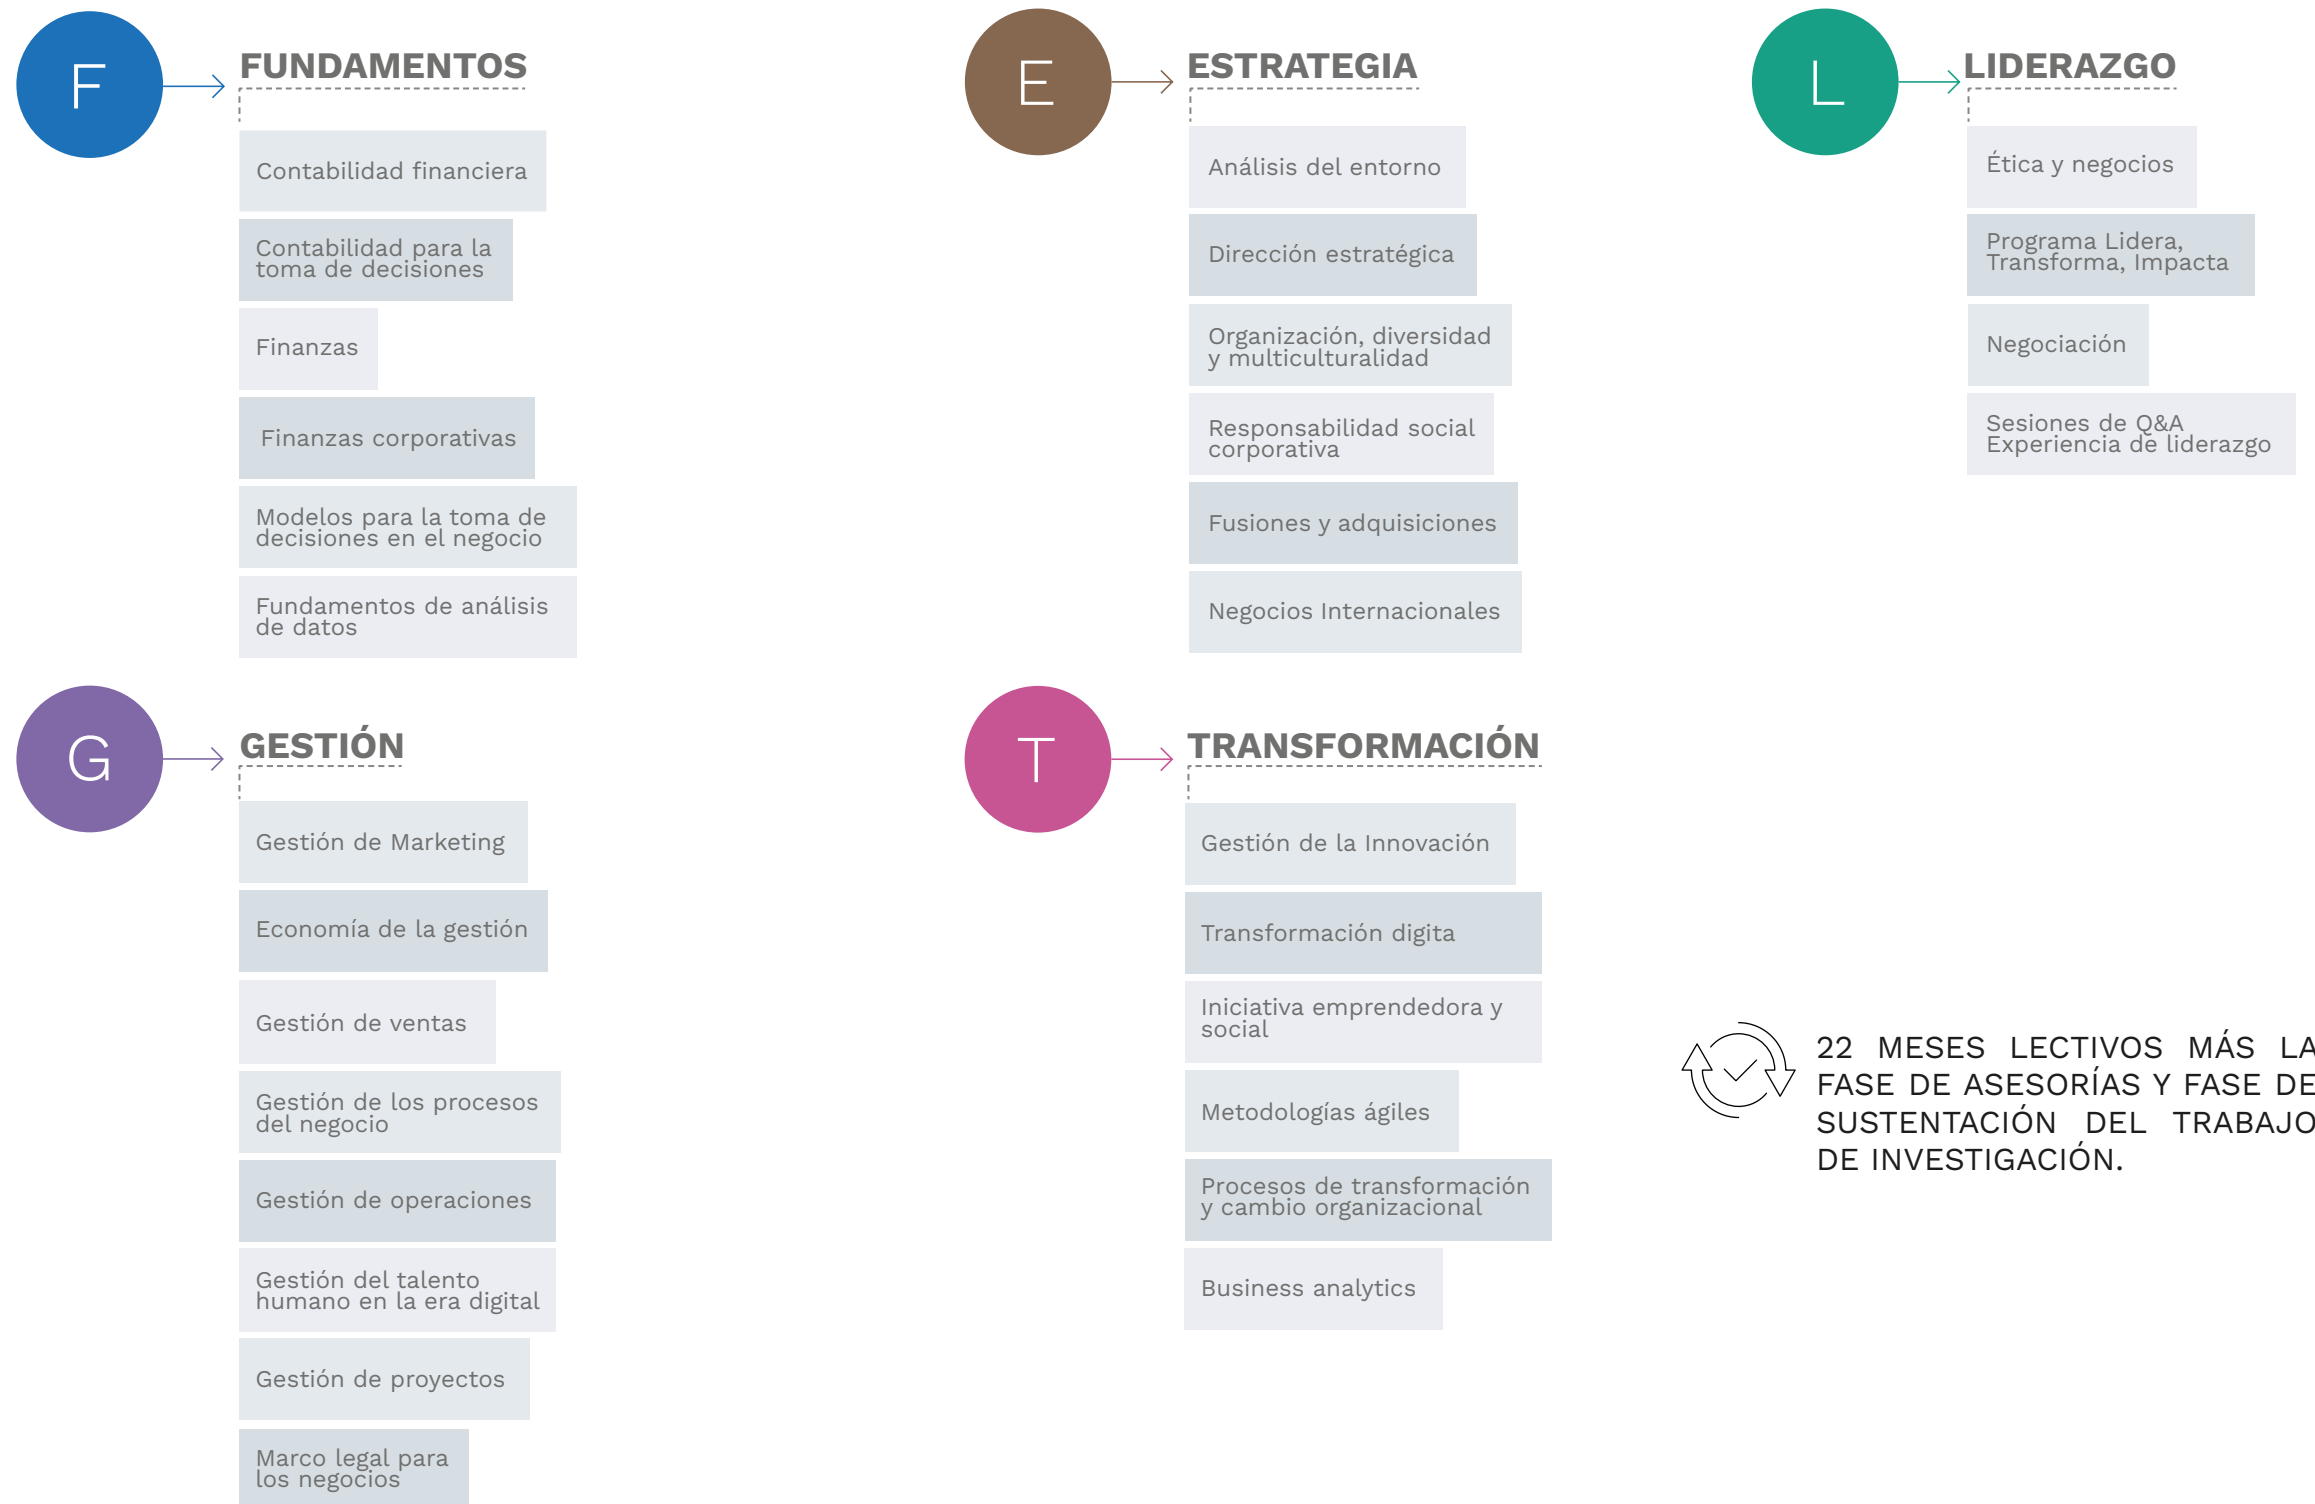 F
FUNDAMENTOS
Contabilidad financiera
Contabilidad para la
toma de decisiones
Finanzas
Finanzas corporativas
Modelos para la toma de
decisiones en el negocio
Fundamentos de análisis
de datos
G
GESTIÓN
Gestión de Marketing
Economía de la gestión
Gestión de ventas
Gestión de los procesos
del negocio
Gestión de operaciones
Gestión del talento
humano en la era digital
Gestión de proyectos
Marco legal para
los negocios
E
ESTRATEGIA
Análisis del entorno
Dirección estratégica
Organización, diversidad
y multiculturalidad
Responsabilidad social
corporativa
Fusiones y adquisiciones
Negocios Internacionales
T
TRANSFORMACIÓN
Gestión de la Innovación
Transformación digita
Iniciativa emprendedora y
social
Metodologías ágiles
Procesos de transformación
y cambio organizacional
Business analytics
L
LIDERAZGO
Ética y negocios
Programa Lidera,
Transforma, Impacta
Negociación
Sesiones de Q&A
Experiencia de liderazgo
22 MESES LECTIVOS MÁS LA
FASE DE ASESORÍAS Y FASE DE
SUSTENTACIÓN DEL TRABAJO
DE INVESTIGACIÓN.